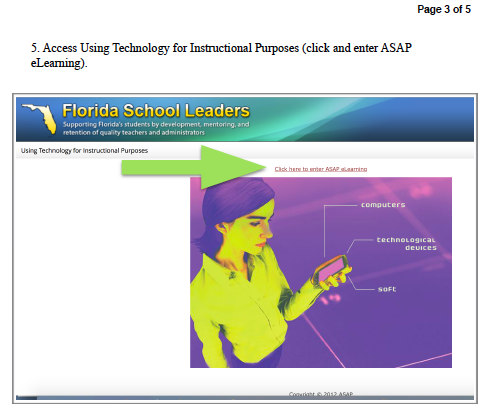 Page 3 of 5
5. Access Using Technology for Instructional Purposes (click and enter ASAP
eLearning).
Florida School Leaders
Supporting Florida's students by development, mentoring, and
retention of quality teachers and administrators.
Using Technology for Instructional Purposes
Click here to enter ASAP eLearning
computers
technological
devices
soft
Copyright © 2012 ASAP